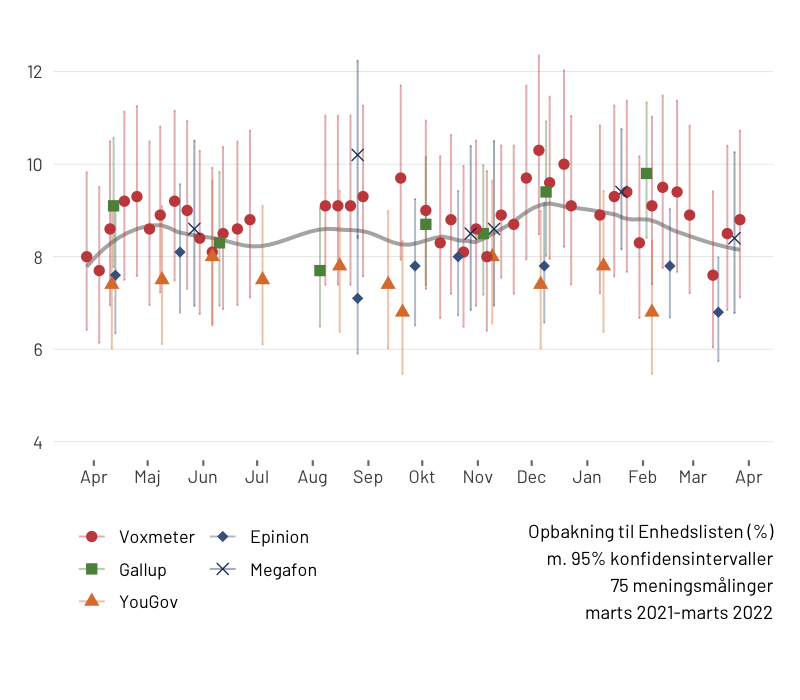 12
10
8
6
4
Apr Maj Jun Jul Aug Sep Okt Nov Dec Jan Feb Mar Apr
Voxmeter Epinion
Gallup Megafon
YouGov
Opbakning til Enhedslisten (%)
m. 95% konfidensintervaller
75 meningsmålinger
marts 2021-marts 2022